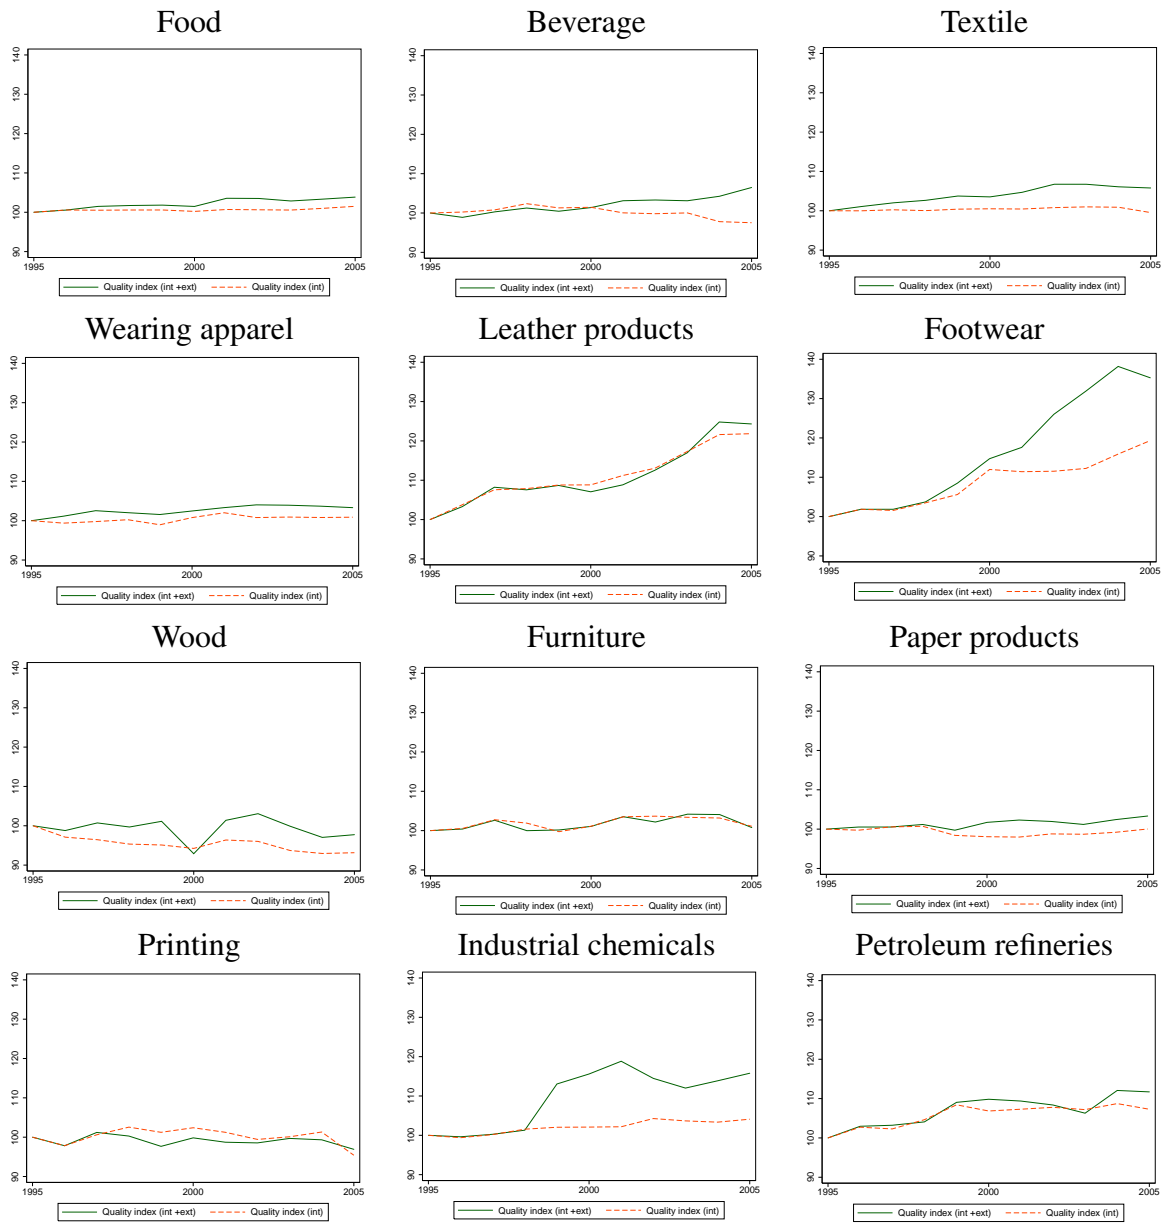 Food
Beverage
Textile
90 100 110 120 130 140
1995 2000 2005
Quality index (int +ext) Quality index (int)
90 100 110 120 130 140
1995 2000 2005
Quality index (int +ext) Quality index (int)
90 100 110 120 130 140
1995 2000 2005
Quality index (int +ext) Quality index (int)
Wearing apparel
Leather products
Footwear
90 100 110 120 130 140
1995 2000 2005
Quality index (int +ext) Quality index (int)
90 100 110 120 130 140
1995 2000 2005
Quality index (int +ext) Quality index (int)
90 100 110 120 130 140
1995 2000 2005
Quality index (int +ext) Quality index (int)
Wood
Furniture
Paper products
90 100 110 120 130 140
1995 2000 2005
Quality index (int +ext) Quality index (int)
90 100 110 120 130 140
1995 2000 2005
Quality index (int +ext) Quality index (int)
90 100 110 120 130 140
1995 2000 2005
Quality index (int +ext) Quality index (int)
Printing
Industrial chemicals
Petroleum refineries
90 100 110 120 130 140
1995 2000 2005
Quality index (int +ext) Quality index (int)
90 100 110 120 130 140
1995 2000 2005
Quality index (int +ext) Quality index (int)
90 100 110 120 130 140
1995 2000 2005
Quality index (int +ext) Quality index (int)